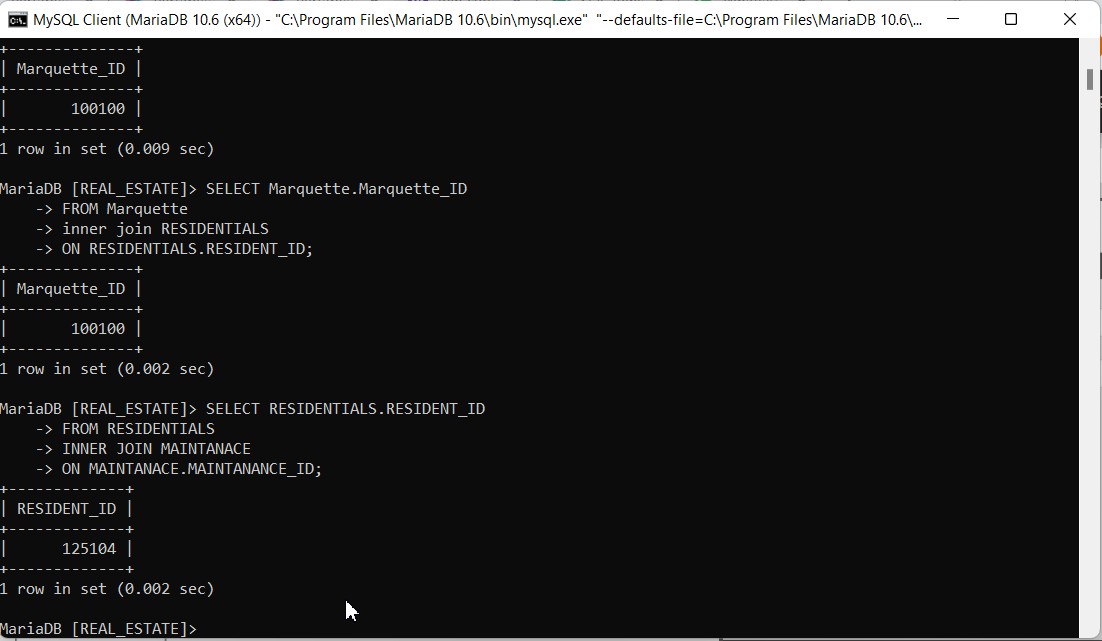 MySQL Client (MariaDB 10.6 (x64)) - "C:\Program Files\MariaDB 10.6\bin\mysql.exe" "--defaults-file=C:\Program Files\MariaDB 10.6\...
+--------------+
| Marquette_ID |
+--------------+
|       100100 |
+--------------+
1 row in set (0.009 sec)

MariaDB [REAL_ESTATE]> SELECT Marquette.Marquette_ID
    -> FROM Marquette
    -> inner join RESIDENTIALS
    -> ON RESIDENTIALS.RESIDENT_ID;
+--------------+
| Marquette_ID |
+--------------+
|       100100 |
+--------------+
1 row in set (0.002 sec)

MariaDB [REAL_ESTATE]> SELECT RESIDENTIALS.RESIDENT_ID
    -> FROM RESIDENTIALS
    -> INNER JOIN MAINTANACE
    -> ON MAINTANACE.MAINTANANCE_ID;
+-------------+
| RESIDENT_ID |
+-------------+
|      125104 |
+-------------+
1 row in set (0.002 sec)

MariaDB [REAL_ESTATE]>